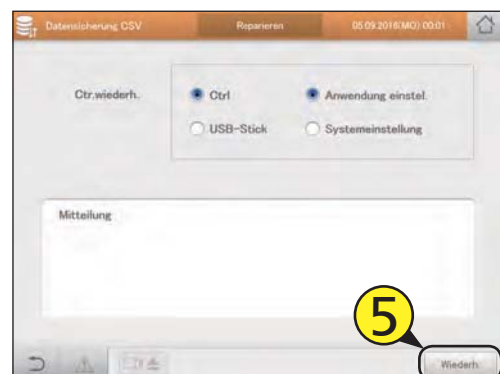 Datensicherung CSV Reparieren 05.09.2016(MO) 00:01
Ctr.wiederh. Ctrl Anwendung einstel.
USB-Stick Systemeinstellung
Mitteilung
5
Wiederh.